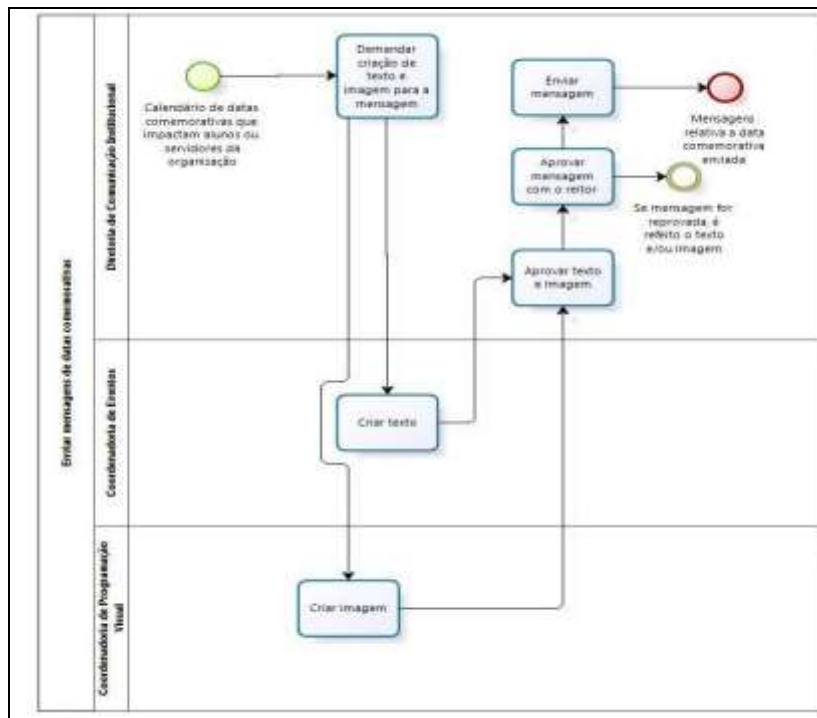 Enviar mensagens de datas comemorativas
Diretoria de Comunicação Institucional
Calendário de datas
comemorativas que
impactam alunos ou
servidores da
organização
Demandar
criação de
texto e
imagem para a
mensagem
Enviar
mensagem
Mensagem
relativa a data
comemorativa
enviada
Aprovar
mensagem
com o reitor
Se mensagem for
reprovada, é
refeito o texto
e/ou imagem
Aprovar texto
e imagem
Coordenadoria de Eventos
Criar texto
Coordenadoria de Programação
Visual
Criar imagem